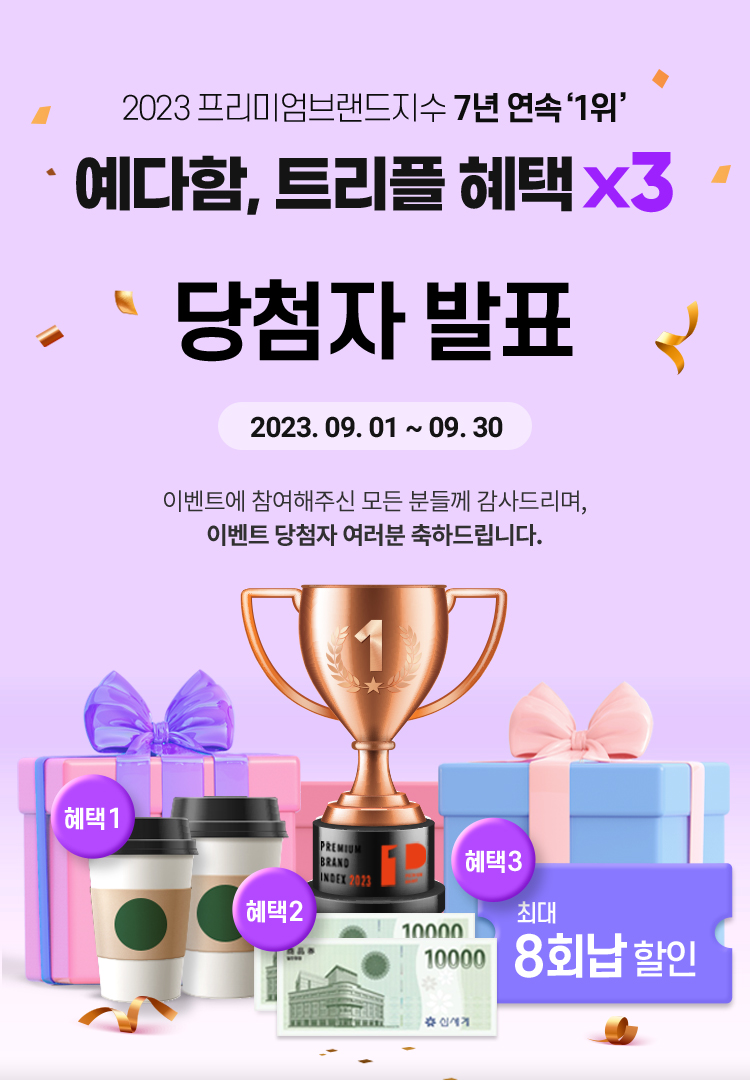 2023 프리미엄브랜드지수 7년 연속 ‘1위’
예다함, 트리플 혜택 x3
당첨자 발표
2023. 09. 01 ~ 09. 30
이벤트에 참여해주신 모든 분들께 감사드리며,
이벤트 당첨자 여러분 축하드립니다.
1
혜택1
PREMIUM
BRAND
INDEX 2023
혜택2
10000
10000
신세계
혜택3
최대
8회납 할인